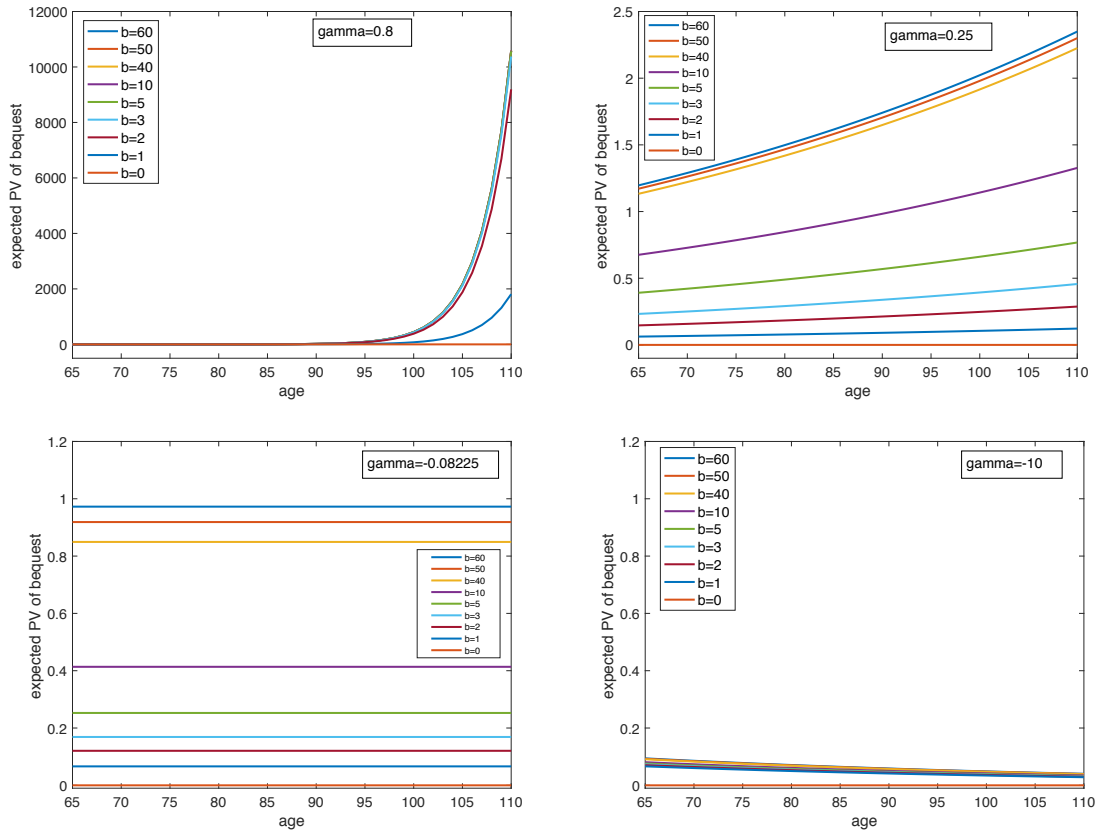 12000
10000
8000
6000
4000
2000
0
expected PV of bequest
gamma=0.8
b=60
b=50
b=40
b=10
b=5
b=3
b=2
b=1
b=0
65 70 75 80 85 90 95 100 105 110
age
2.5
2
1.5
1
0.5
0
expected PV of bequest
gamma=0.25
b=60
b=50
b=40
b=10
b=5
b=3
b=2
b=1
b=0
65 70 75 80 85 90 95 100 105 110
age
1.2
1
0.8
0.6
0.4
0.2
0
expected PV of bequest
gamma=-0.08225
b=60
b=50
b=40
b=10
b=5
b=3
b=2
b=1
b=0
65 70 75 80 85 90 95 100 105 110
age
1.2
1
0.8
0.6
0.4
0.2
0
expected PV of bequest
gamma=-10
b=60
b=50
b=40
b=10
b=5
b=3
b=2
b=1
b=0
65 70 75 80 85 90 95 100 105 110
age